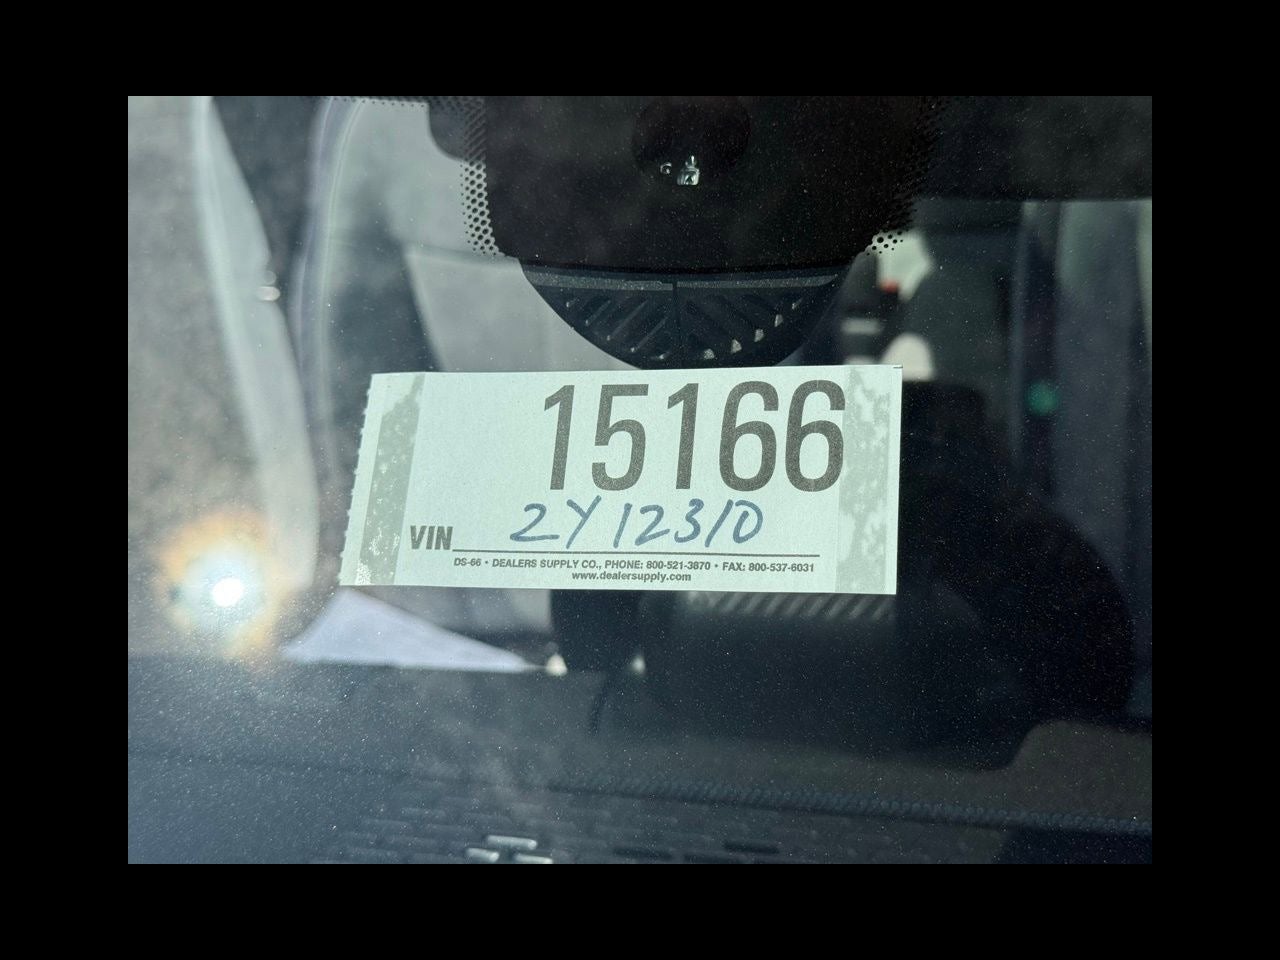 15166
VIN 2Y12310
DS-66 • DEALERS SUPPLY CO., PHONE: 800-521-3870 • FAX: 800-537-6031
www.dealersupply.com